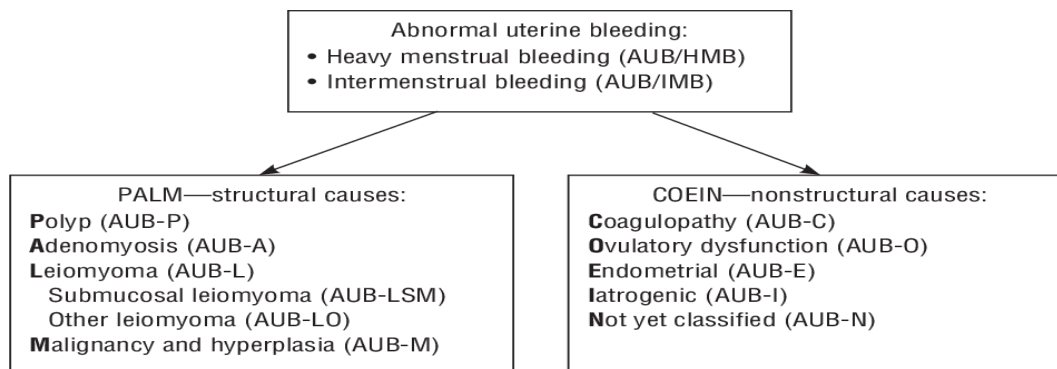 Abnormal uterine bleeding:
• Heavy menstrual bleeding (AUB/HMB)
• Intermenstrual bleeding (AUB/IMB)
PALM—structural causes:
Polyp (AUB-P)
Adenomyosis (AUB-A)
Leiomyoma (AUB-L)
Submucosal leiomyoma (AUB-LSM)
Other leiomyoma (AUB-LO)
Malignancy and hyperplasia (AUB-M)
COEIN—nonstructural causes:
Coagulopathy (AUB-C)
Ovulatory dysfunction (AUB-O)
Endometrial (AUB-E)
Iatrogenic (AUB-I)
Not yet classified (AUB-N)